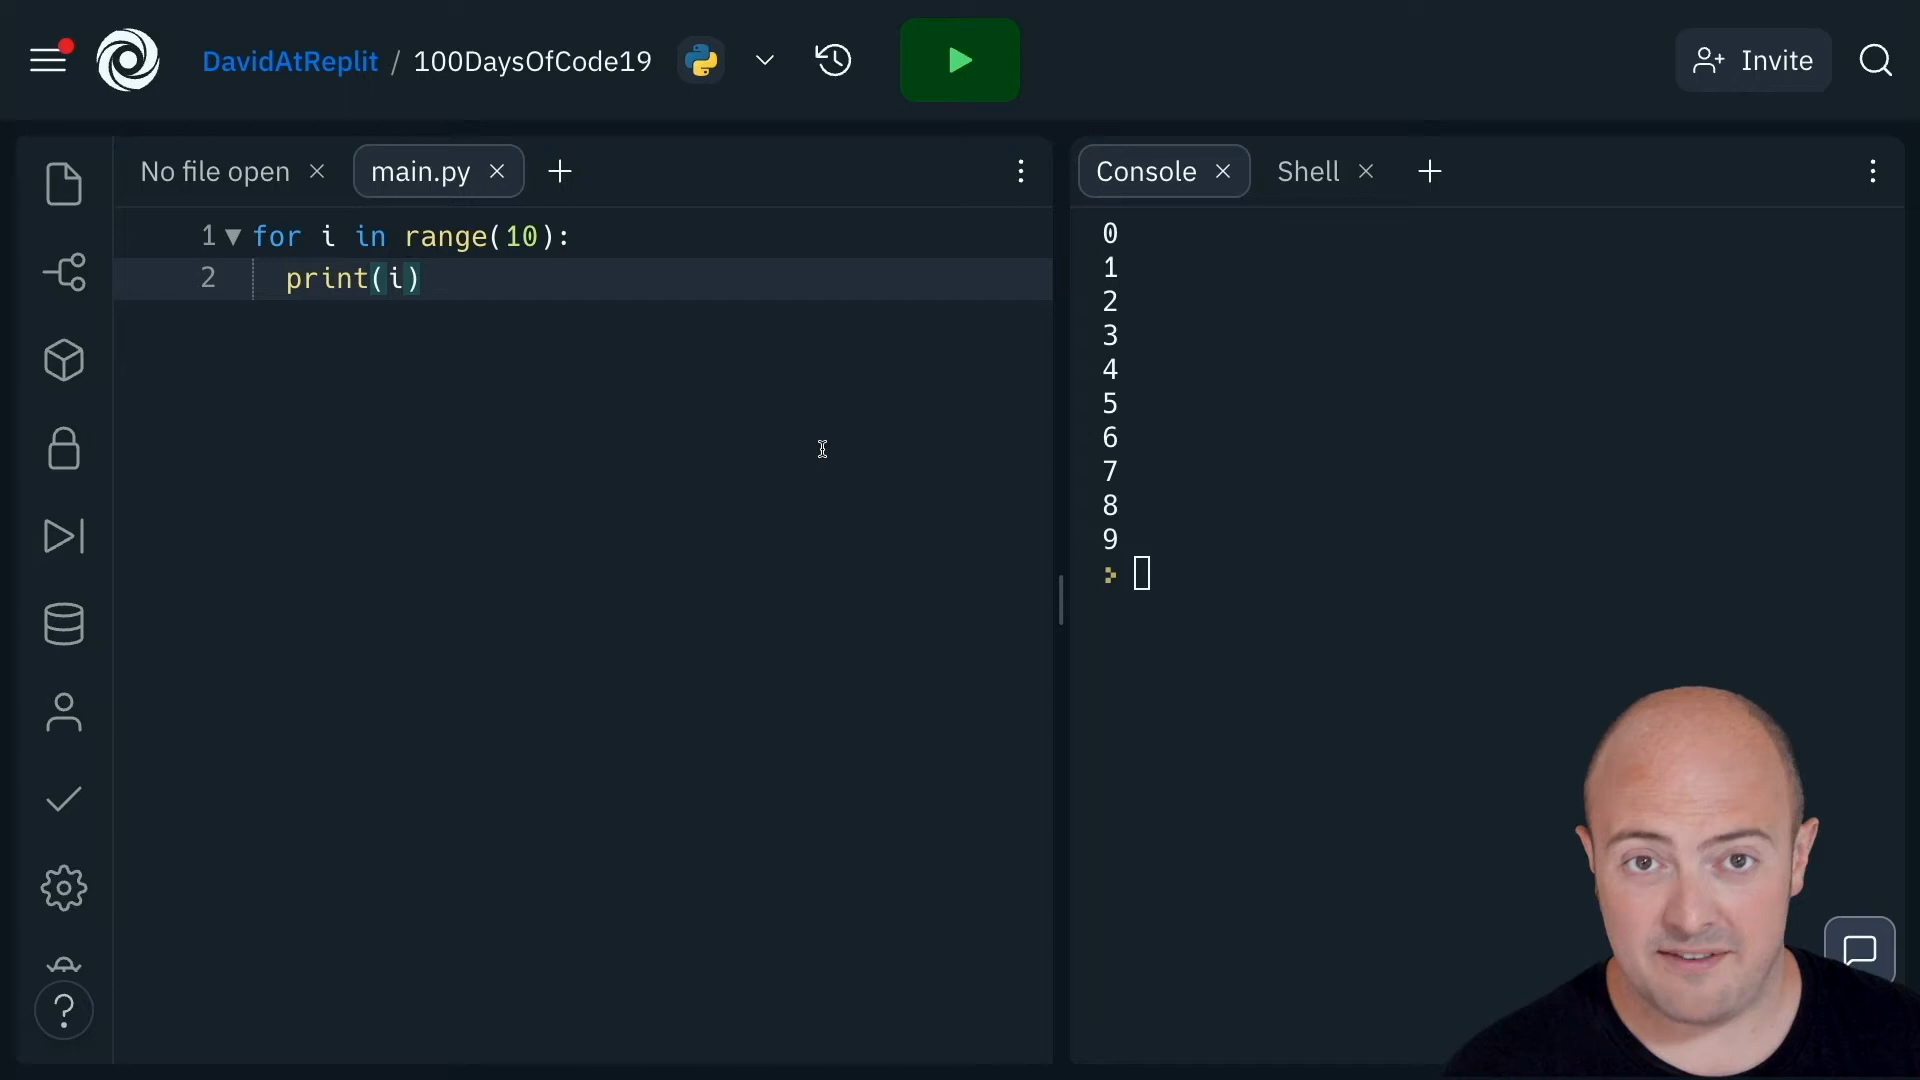 DavidAtReplit / 100DaysOfCode19
Invite
No file open
main.py
Console
Shell
1 for i in range(10):
2 print(i)
0
1
2
3
4
5
6
7
8
9